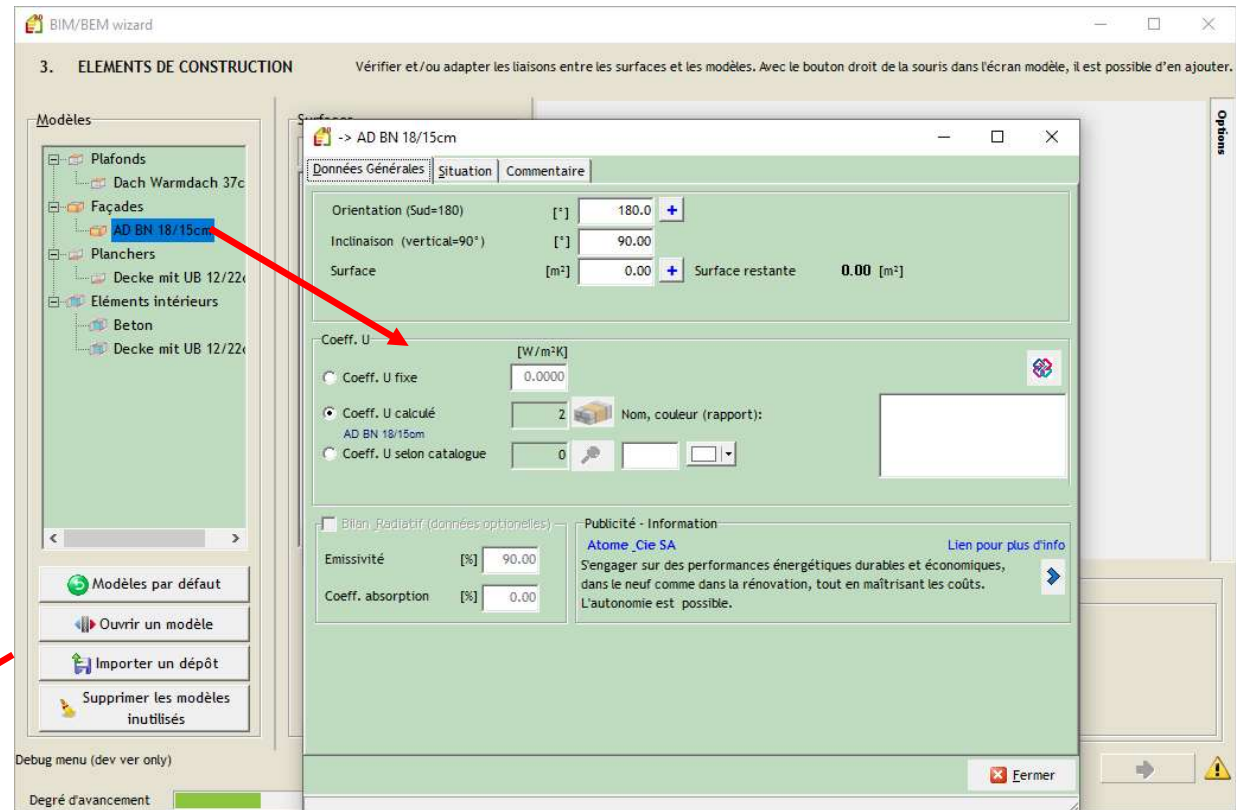 BIM/BEM wizard
3. ELEMENTS DE CONSTRUCTION Vérifier et/ou adapter les liaisons entre les surfaces et les modèles. Avec le bouton droit de la souris dans l'écran modèle, il est possible d'en ajouter.
Modèles
Plafonds
Dach Warmdach 37c
Façades
AD BN 18/15cm
Planchers
Decke mit UB 12/22
Eléments intérieurs
Beton
Decke mit UB 12/22
Modèles par défaut
Ouvrir un modèle
Importer un dépôt
Supprimer les modèles
inutilisés
Debug menu (dev ver only)
Degré d'avancement
Options
-> AD BN 18/15cm
Données Générales Situation Commentaire
Orientation (Sud=180) [°] 180.0 +
Inclinaison (vertical=90°) [°] 90.00
Surface [m²] 0.00 + Surface restante 0.00 [m²]
Coeff. U
[W/m²K]
Coeff. U fixe 0.0000
Coeff. U calculé 2 Nom, couleur (rapport):
AD BN 18/15cm
Coeff. U selon catalogue 0
Bilan_Radiatif (données optionelles)
Emissivité [%] 90.00
Coeff. absorption [%] 0.00
Publicité - Information
Atome_Cie SA Lien pour plus d'info
S'engager sur des performances énergétiques durables et économiques,
dans le neuf comme dans la rénovation, tout en maîtrisant les coûts.
L'autonomie est possible.
Fermer